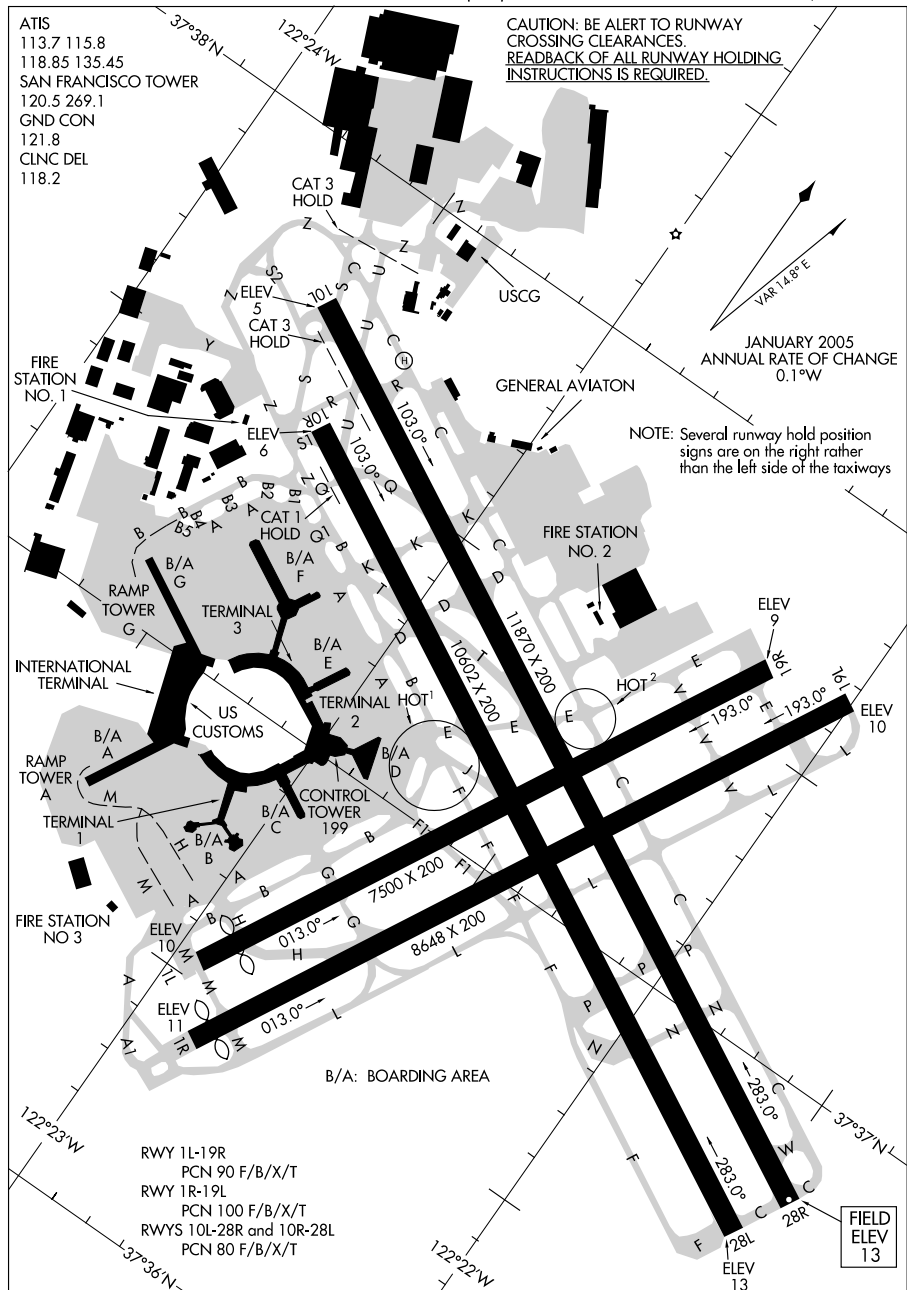 ATIS
113.7 115.8
118.85 135.45
SAN FRANCISCO TOWER
120.5 269.1
GND CON
121.8
CLNC DEL
118.2
37°38'N
122°24'W
CAUTION: BE ALERT TO RUNWAY
CROSSING CLEARANCES.
READBACK OF ALL RUNWAY HOLDING
INSTRUCTIONS IS REQUIRED.
VAR 14.8° E
JANUARY 2005
ANNUAL RATE OF CHANGE
0.1°W
CAT 3
HOLD
Z
Z
Z
Z
USCG
S2
C
U
S
ELEV
5
10L
CAT 3
HOLD
Z
Y
U
C
H
R
C
103.0°
GENERAL AVIATON
NOTE: Several runway hold position
signs are on the right rather
than the left side of the taxiways
FIRE
STATION
NO. 1
ELEV
6
Z
S
R
U
10R
S1
103.0°
Q
Z
Q
CAT 1
HOLD
Q1
B
B
B
B1
B2
B3
B4
B5
A
A
B
K
T
D
D
T
K
K
C
D
D
FIRE STATION
NO. 2
ELEV
9
19R
19L
ELEV
10
B/A
G
RAMP
TOWER
G
B/A
F
A
TERMINAL
3
B/A
E
INTERNATIONAL
TERMINAL
US
CUSTOMS
TERMINAL
2
B
A
HOT1
HOT 2
10602 X 200
11870 X 200
E
E
E
E
E
V
V
V
193.0°
193.0°
L
L
L
B/A
A
RAMP
TOWER
A
M
TERMINAL
1
B/A
B
B/A
C
CONTROL
TOWER
199
B/A
D
J
F
F1
F1
F
F
C
L
C
H
M
A
B
B
B
G
G
H
H
7500 X 200
8648 X 200
013.0°
013.0°
L
L
FIRE STATION
NO 3
ELEV
10
1L
M
M
M
ELEV
11
1R
A
A1
B/A: BOARDING AREA
F
P
P
P
N
N
N
C
W
C
C
F
F
283.0°
283.0°
28L
28R
ELEV
13
FIELD
ELEV
13
122°23'W
37°37'N
RWY 1L-19R
PCN 90 F/B/X/T
RWY 1R-19L
PCN 100 F/B/X/T
RWYS 10L-28R and 10R-28L
PCN 80 F/B/X/T
37°36'N
122°22'W